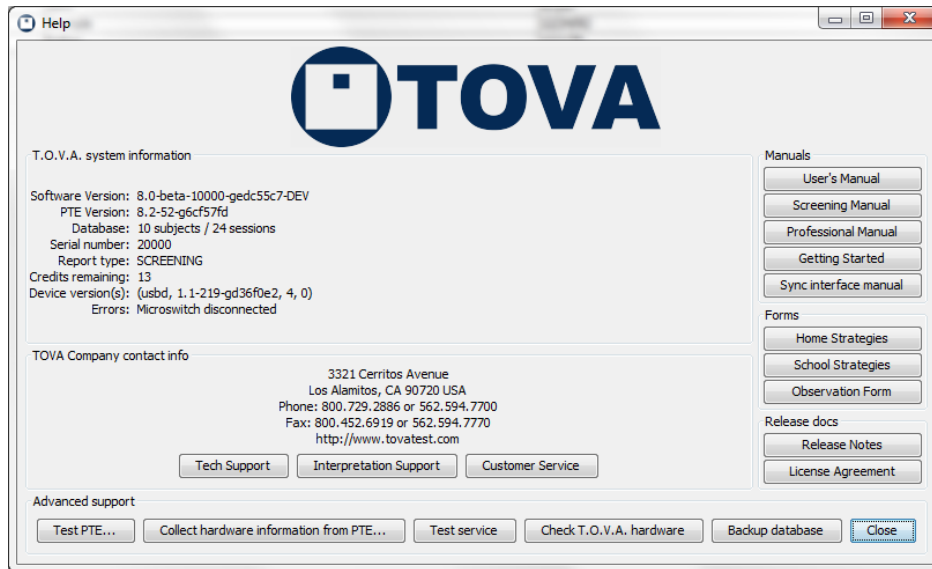 Help
TOVA
T.O.V.A. system information
Software Version: 8.0-beta-10000-gedc55c7-DEV
PTE Version: 8.2-52-g6cf57fd
Database: 10 subjects / 24 sessions
Serial number: 20000
Report type: SCREENING
Credits remaining: 13
Device version(s): (usbd, 1.1-219-gd36f0e2, 4, 0)
Errors: Microswitch disconnected
TOVA Company contact info
3321 Cerritos Avenue
Los Alamitos, CA 90720 USA
Phone: 800.729.2886 or 562.594.7700
Fax: 800.452.6919 or 562.594.7770
http://www.tovatest.com
Tech Support
Interpretation Support
Customer Service
Manuals
User's Manual
Screening Manual
Professional Manual
Getting Started
Sync interface manual
Forms
Home Strategies
School Strategies
Observation Form
Release docs
Release Notes
License Agreement
Advanced support
Test PTE...
Collect hardware information from PTE...
Test service
Check T.O.V.A. hardware
Backup database
Close